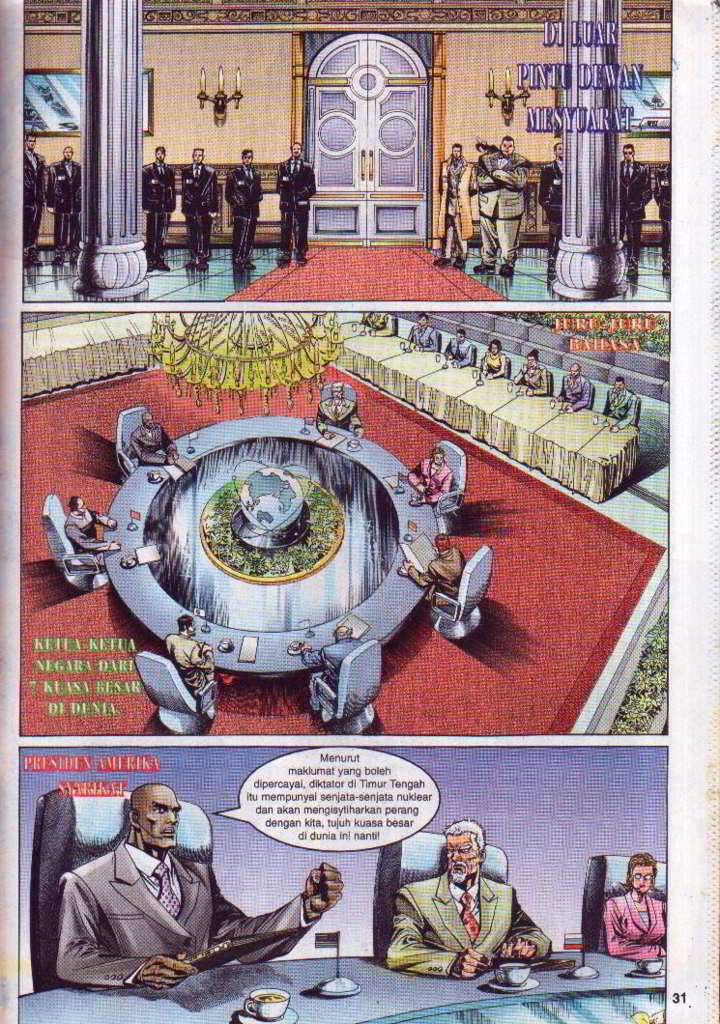 DI LUAR
PINTU DEWAN
MESYUARAT
JURU-JURU
BAHASA
KETUA-KETUA
NEGARA DARI
7 KUASA BESAR
DI DUNIA
PRESIDEN AMERIKA
SYARIKAT
Menurut
maklumat yang boleh
dipercayai, diktator di Timur Tengah
itu mempunyai senjata-senjata nuklear
dan akan mengisytiharkan perang
dengan kita, tujuh kuasa besar
di dunia ini nanti!
31